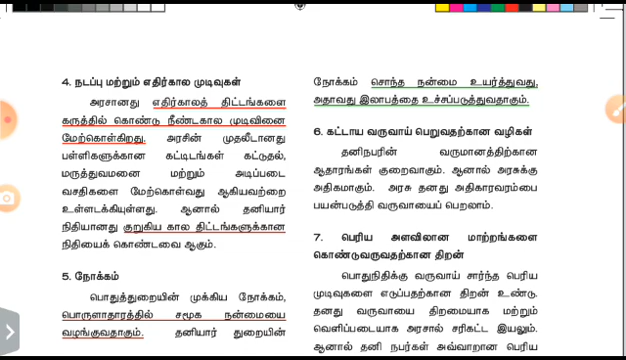 4. நடப்பு மற்றும் எதிர்கால முடிவுகள்
அரசானது எதிர்காலத் திட்டங்களை
கருத்தில் கொண்டு நீண்டகால முடிவினை
மேற்கொள்கிறது. அரசின் முதலீடானது
பள்ளிகளுக்கான கட்டிடங்கள் கட்டுதல்,
மருத்துவமனை மற்றும் அடிப்படை
வசதிகளை மேற்கொள்வது ஆகியவற்றை
உள்ளடக்கியுள்ளது. ஆனால் தனியார்
நிதியானது குறுகிய கால திட்டங்களுக்கான
நிதியைக் கொண்டவை ஆகும்.
5. நோக்கம்
பொதுத்துறையின் முக்கிய நோக்கம்,
பொருளாதாரத்தில் சமூக நன்மையை
வழங்குவதாகும். தனியார் துறையின்
நோக்கம் சொந்த நன்மை உயர்த்துவது,
அதாவது இலாபத்தை உச்சப்படுத்துவதாகும்.
6. கட்டாய வருவாய் பெறுவதற்கான வழிகள்
தனிநபரின் வருமானத்திற்கான
ஆதாரங்கள் குறைவாகும். ஆனால் அரசுக்கு
அதிகமாகும். அரசு தனது அதிகாரவரம்பை
பயன்படுத்தி வருவாயைப் பெறலாம்.
7. பெரிய அளவிலான மாற்றங்களை
கொண்டுவருவதற்கான திறன்
பொதுநிதிக்கு வருவாய் சார்ந்த பெரிய
முடிவுகளை எடுப்பதற்கான திறன் உண்டு.
தனது வருவாயை திறமையாக மற்றும்
வெளிப்படையாக அரசால் சரிகட்ட இயலும்.
ஆனால் தனி நபர்கள் அவ்வாறான பெரிய